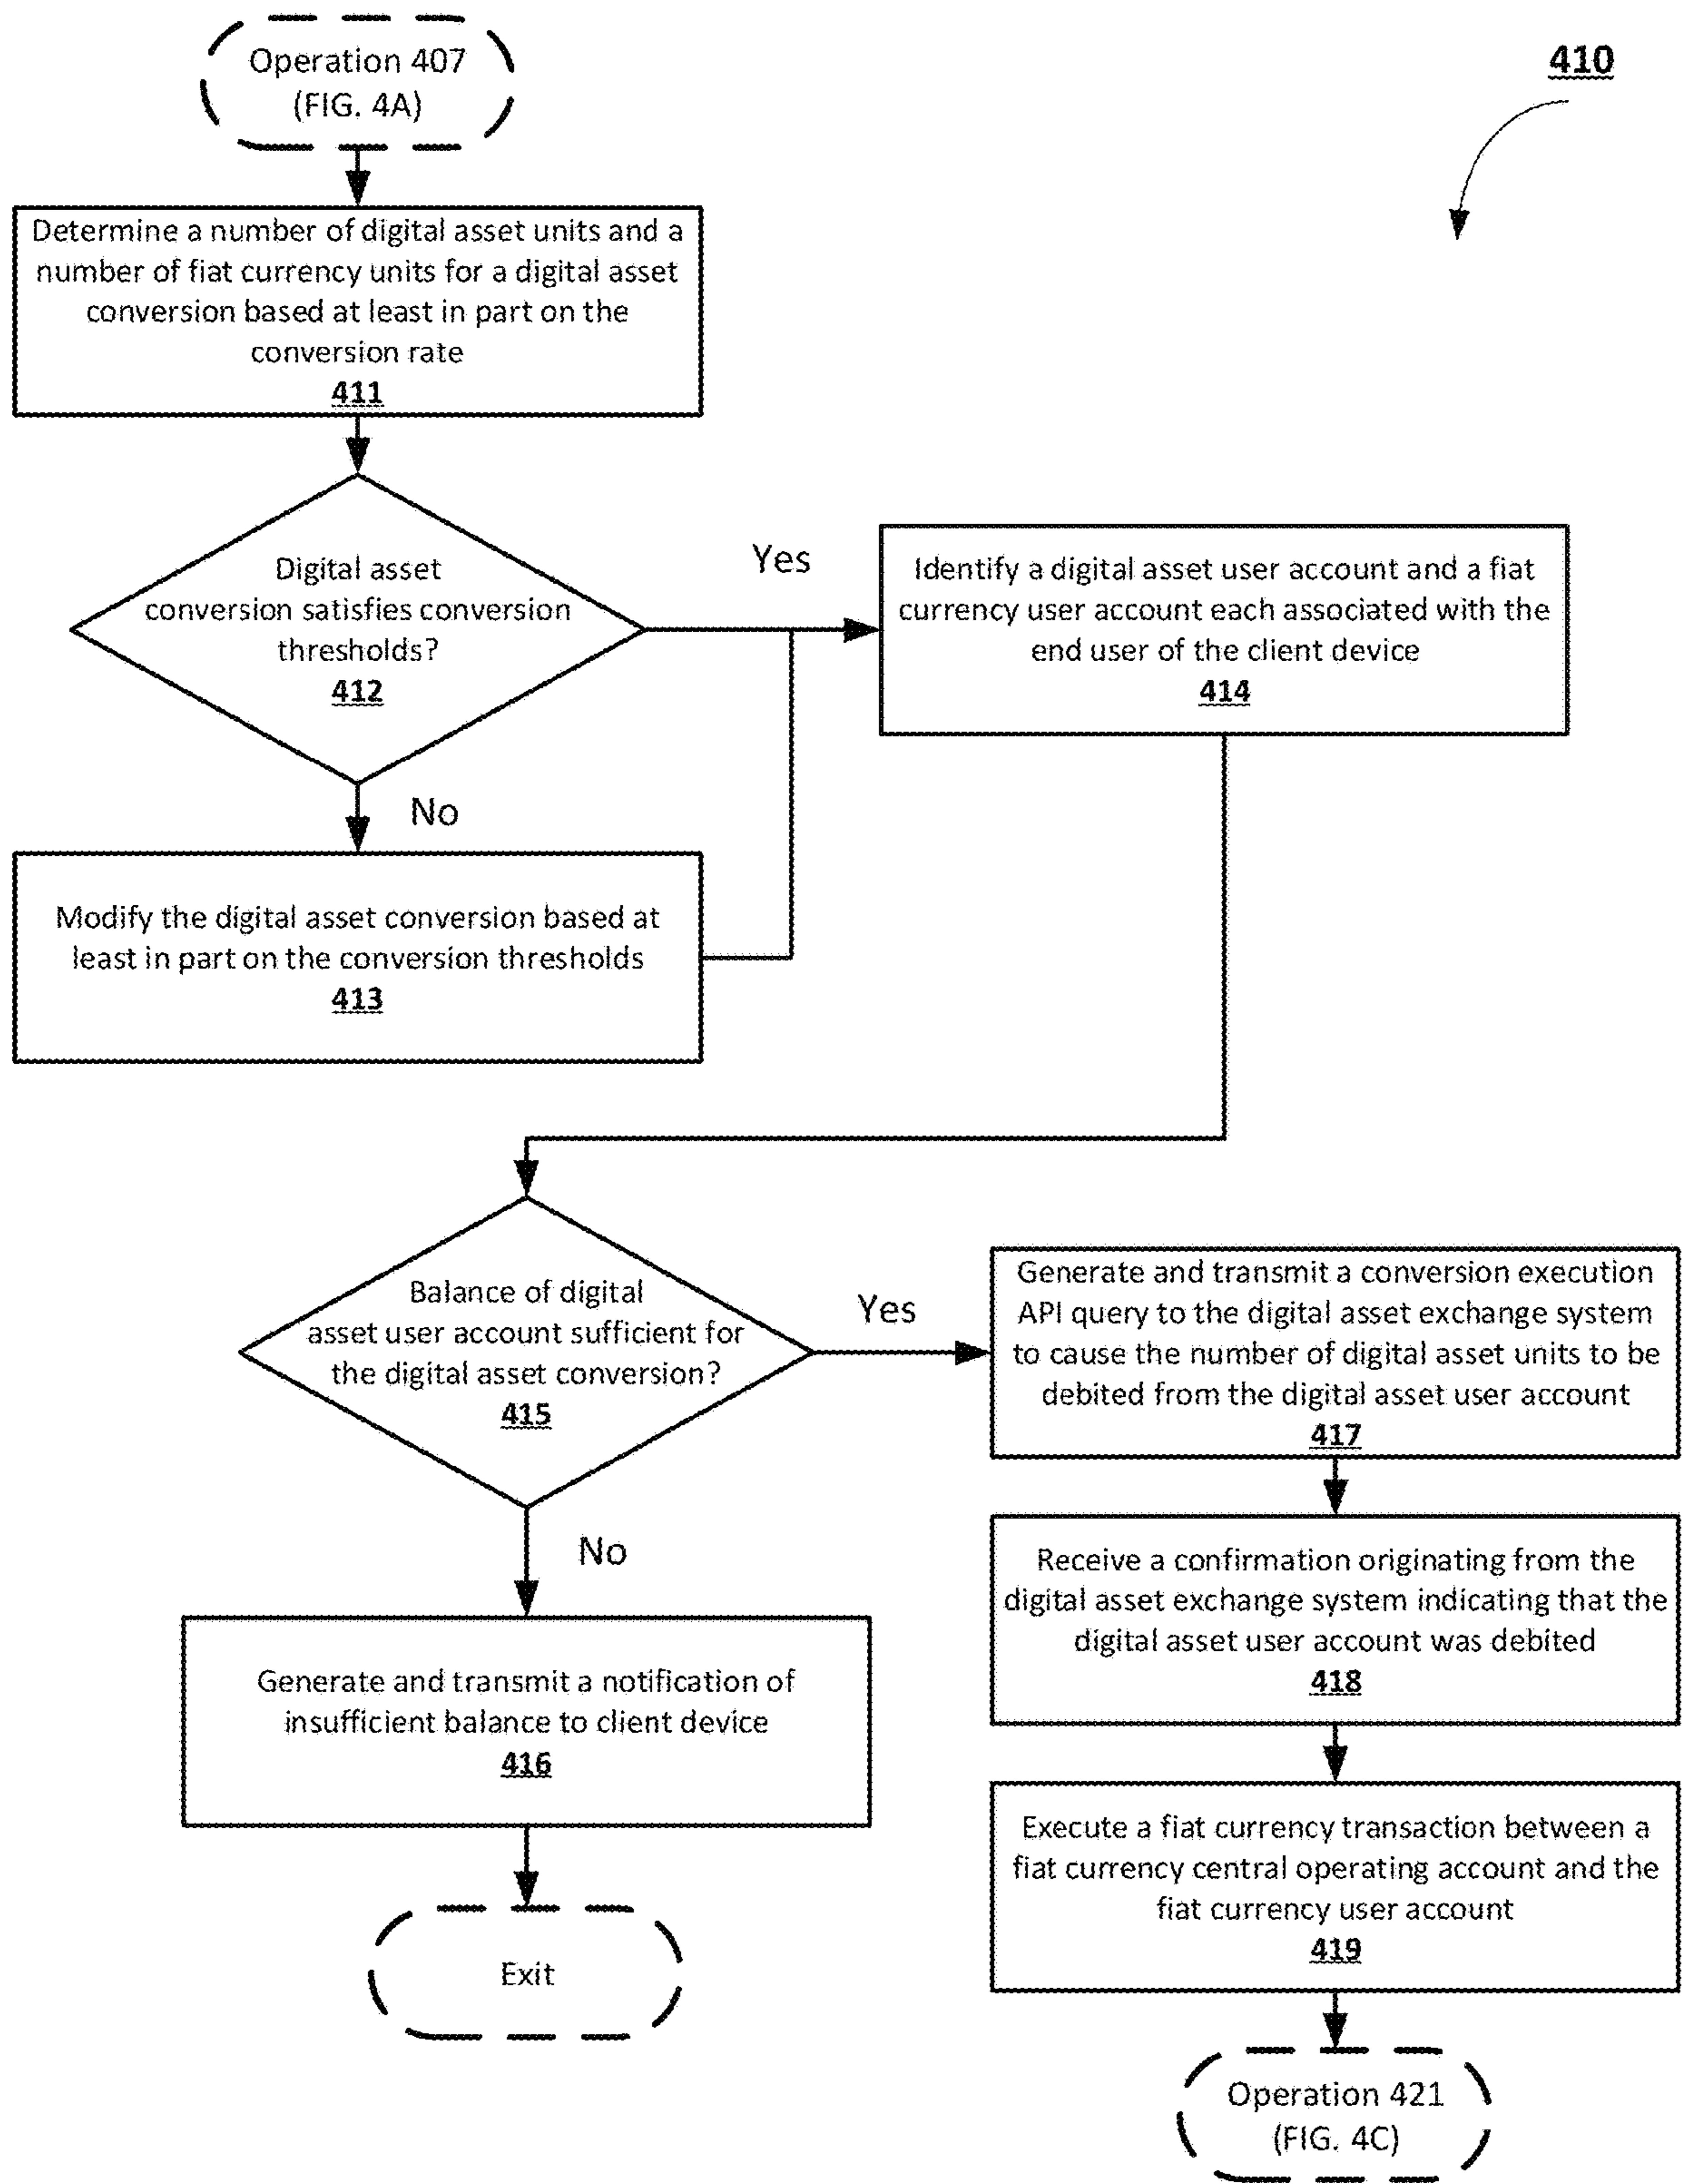 Operation 407
(FIG. 4A)
410
Determine a number of digital asset units and a
number of fiat currency units for a digital asset
conversion based at least in part on the
conversion rate
411
Digital asset
conversion satisfies conversion
thresholds?
412
Yes
Identify a digital asset user account and a fiat
currency user account each associated with the
end user of the client device
414
No
Modify the digital asset conversion based at
least in part on the conversion thresholds
413
Balance of digital
asset user account sufficient for
the digital asset conversion?
415
Yes
Generate and transmit a conversion execution
API query to the digital asset exchange system
to cause the number of digital asset units to be
debited from the digital asset user account
417
No
Receive a confirmation originating from the
digital asset exchange system indicating that the
digital asset user account was debited
418
Generate and transmit a notification of
insufficient balance to client device
416
Execute a fiat currency transaction between a
fiat currency central operating account and the
fiat currency user account
419
Exit
Operation 421
(FIG. 4C)